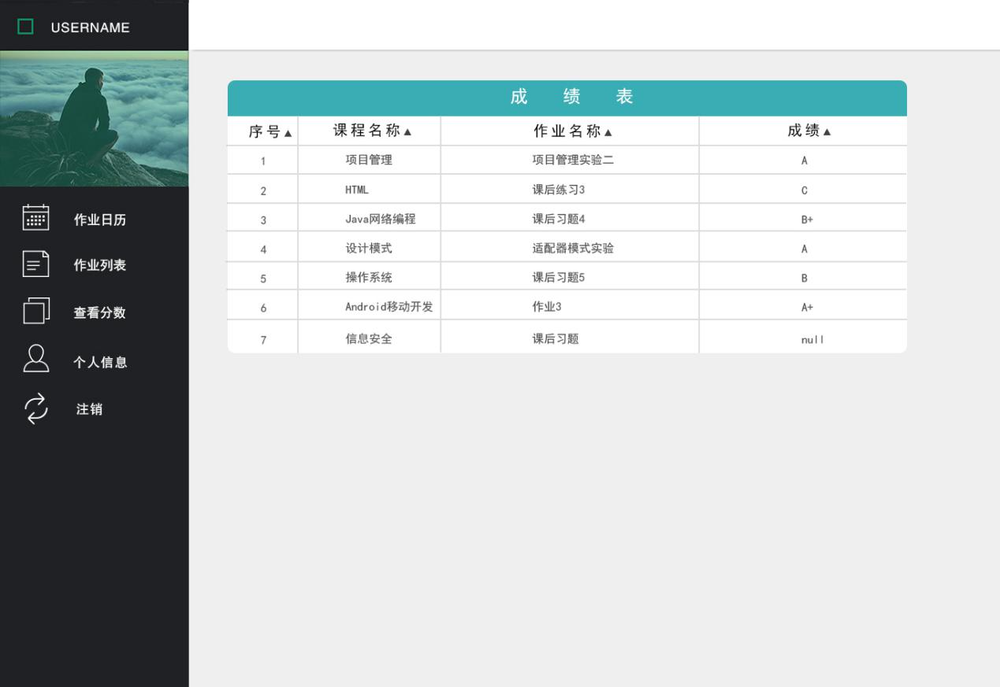 USERNAME
作业日历
作业列表
查看分数
个人信息
注销
成 绩 表
序号▲ 课程名称▲ 作业名称▲ 成绩▲
1 项目管理 项目管理实验二 A
2 HTML 课后练习3 C
3 Java网络编程 课后习题4 B+
4 设计模式 适配器模式实验 A
5 操作系统 课后习题5 B
6 Android移动开发 作业3 A+
7 信息安全 课后习题 null